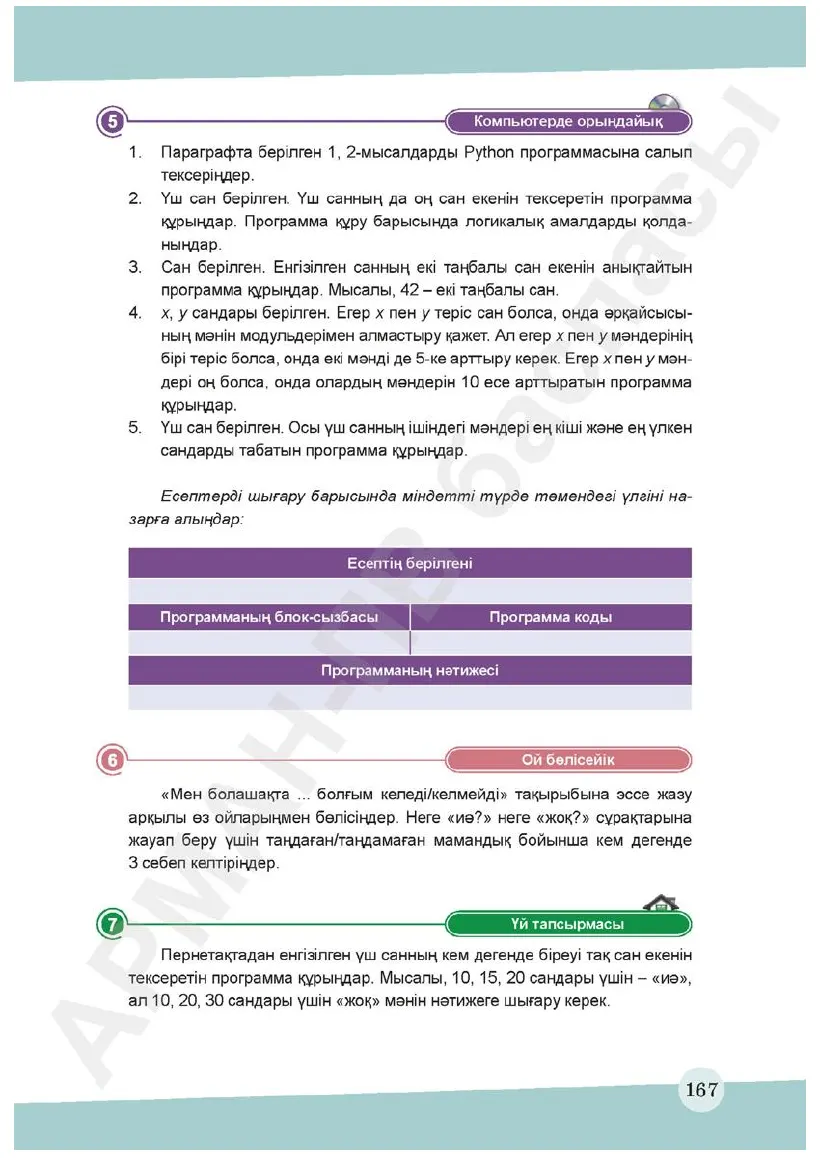 5 Компьютерде орындайық
1. Параграфта берілген 1, 2-мысалдарды Python программасына салып
тексеріңдер.
2. Үш сан берілген. Үш санның да оң сан екенін тексеретін программа
құрыңдар. Программа құру барысында логикалық амалдарды қолда-
ныңдар.
3. Сан берілген. Енгізілген санның екі таңбалы сан екенін анықтайтын
программа құрыңдар. Мысалы, 42 – екі таңбалы сан.
4. х, у сандары берілген. Егер х пен у теріс сан болса, онда әрқайсысы-
ның мәнін модульдерімен алмастыру қажет. Ал егер х пен у мәндерінің
бірі теріс болса, онда екі мәнді де 5-ке арттыру керек. Егер х пен у мән-
дері оң болса, онда олардың мәндерін 10 есе арттыратын программа
құрыңдар.
5. Үш сан берілген. Осы үш санның ішіндегі мәндері ең кіші және ең үлкен
сандарды табатын программа құрыңдар.
Есептерді шығару барысында міндетті түрде төмендегі үлгіні на-
зарға алыңдар:
Есептің берілгені
Программаның блок-сызбасы Программа коды
Программаның нәтижесі
6 Ой бөлісейік
«Мен болашақта ... болғым келеді/келмейді» тақырыбына эссе жазу
арқылы өз ойларыңмен бөлісіңдер. Неге «иә?» неге «жоқ?» сұрақтарына
жауап беру үшін таңдаған/таңдамаған мамандық бойынша кем дегенде
3 себеп келтіріңдер.
7 Үй тапсырмасы
Пернетақтадан енгізілген үш санның кем дегенде біреуі тақ сан екенін
тексеретін программа құрыңдар. Мысалы, 10, 15, 20 сандары үшін – «иә»,
ал 10, 20, 30 сандары үшін «жоқ» мәнін нәтижеге шығару керек.
167
АРМАН-ПВ баспасы